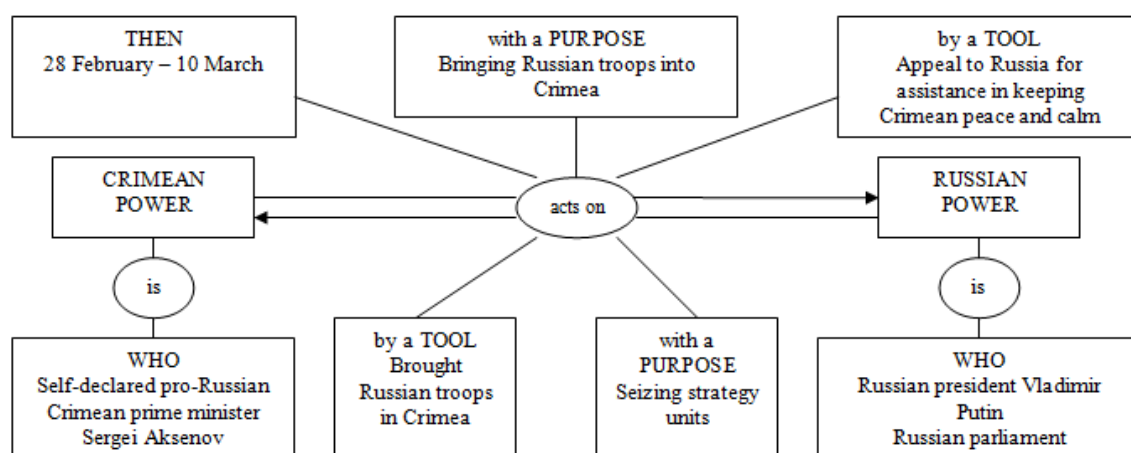 THEN
28 February – 10 March
with a PURPOSE
Bringing Russian troops into
Crimea
by a TOOL
Appeal to Russia for
assistance in keeping
Crimean peace and calm
CRIMEAN
POWER
acts on
RUSSIAN
POWER
is
is
WHO
Self-declared pro-Russian
Crimean prime minister
Sergei Aksenov
by a TOOL
Brought
Russian troops
in Crimea
with a
PURPOSE
Seizing strategy
units
WHO
Russian president Vladimir
Putin
Russian parliament